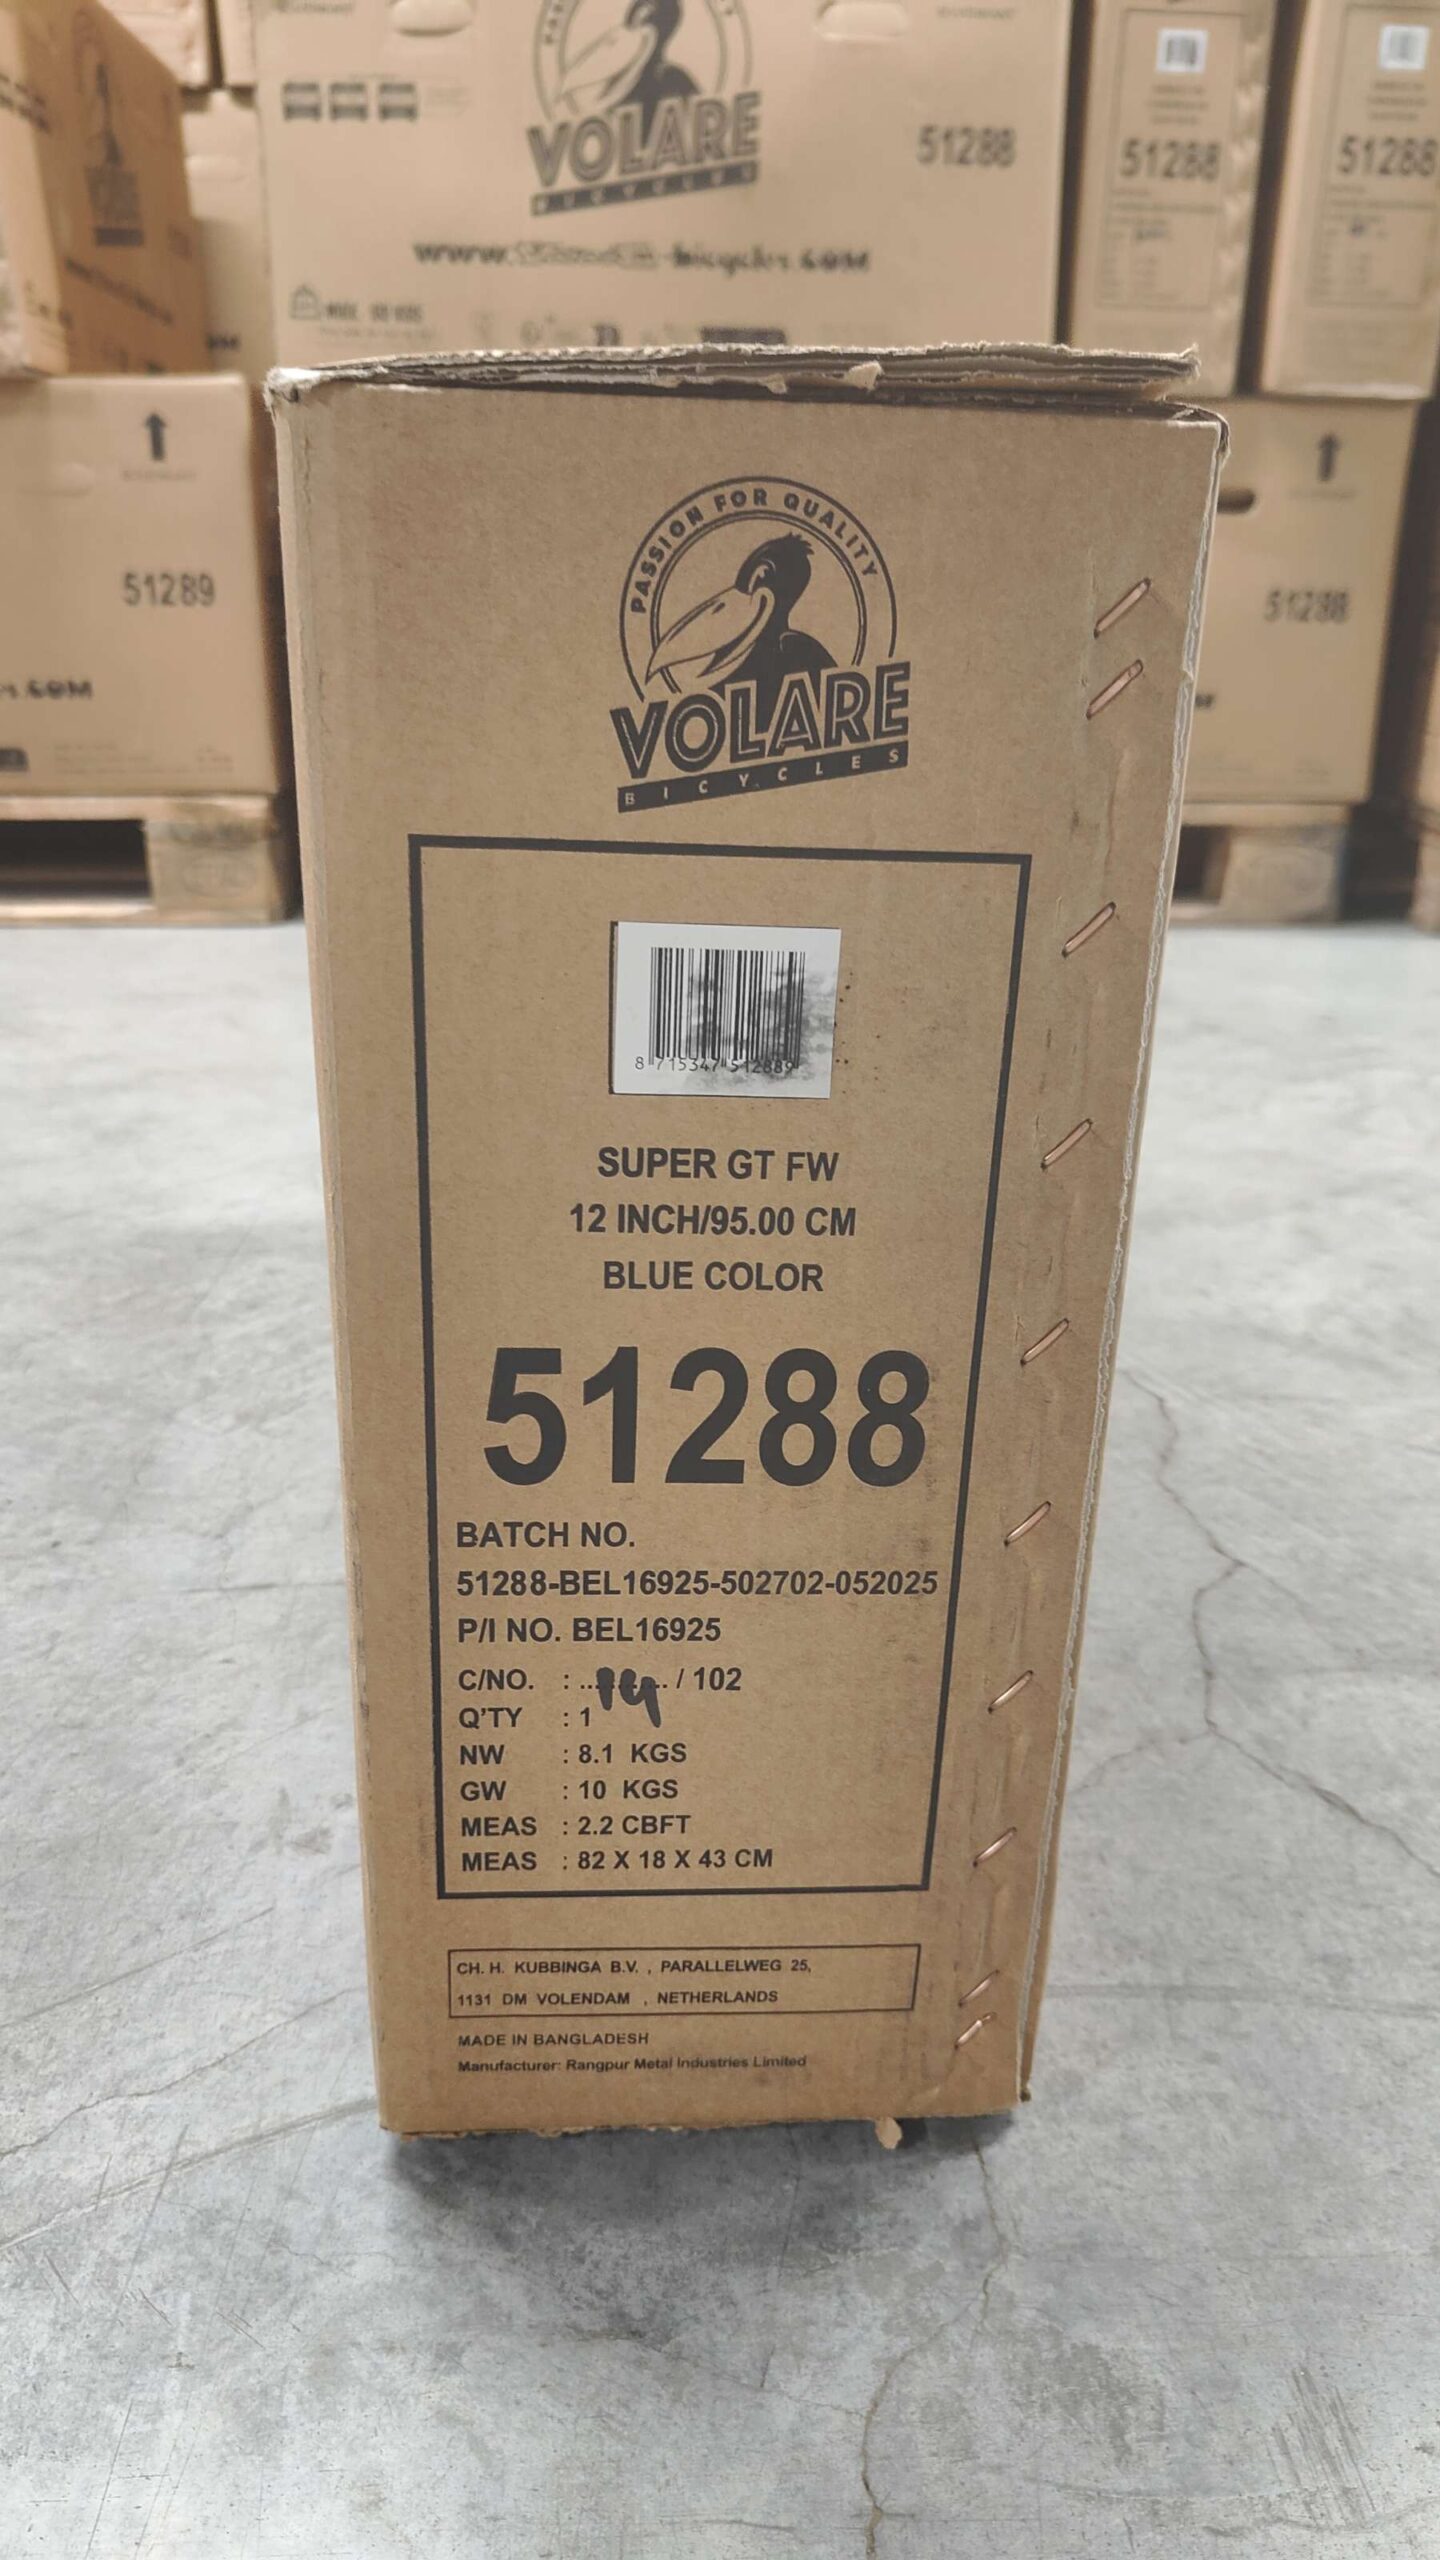 VOLARE
BICYCLES
51288
51288
51288
51289
51288
PASSION FOR QUALITY
VOLARE
BICYCLES
8 715347 512889
SUPER GT FW
12 INCH/95.00 CM
BLUE COLOR
51288
BATCH NO.
51288-BEL16925-502702-052025
P/I NO. BEL16925
C/NO. : ..14.. / 102
Q'TY : 1
NW : 8.1 KGS
GW : 10 KGS
MEAS : 2.2 CBFT
MEAS : 82 X 18 X 43 CM
CH. H. KUBBINGA B.V. , PARALLELWEG 25,
1131 DM VOLENDAM , NETHERLANDS
MADE IN BANGLADESH
Manufacturer: Rangpur Metal Industries Limited